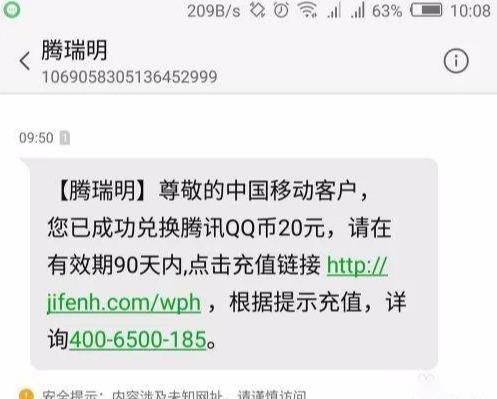 209B/s 63% 10:08
腾瑞明
1069058305136452999
09:50 1
【腾瑞明】尊敬的中国移动客户，
您已成功兑换腾讯QQ币20元，请在
有效期90天内,点击充值链接 http://
jifenh.com/wph ，根据提示充值，详
询400-6500-185。
安全提示：内容涉及未知网址，请谨慎访问